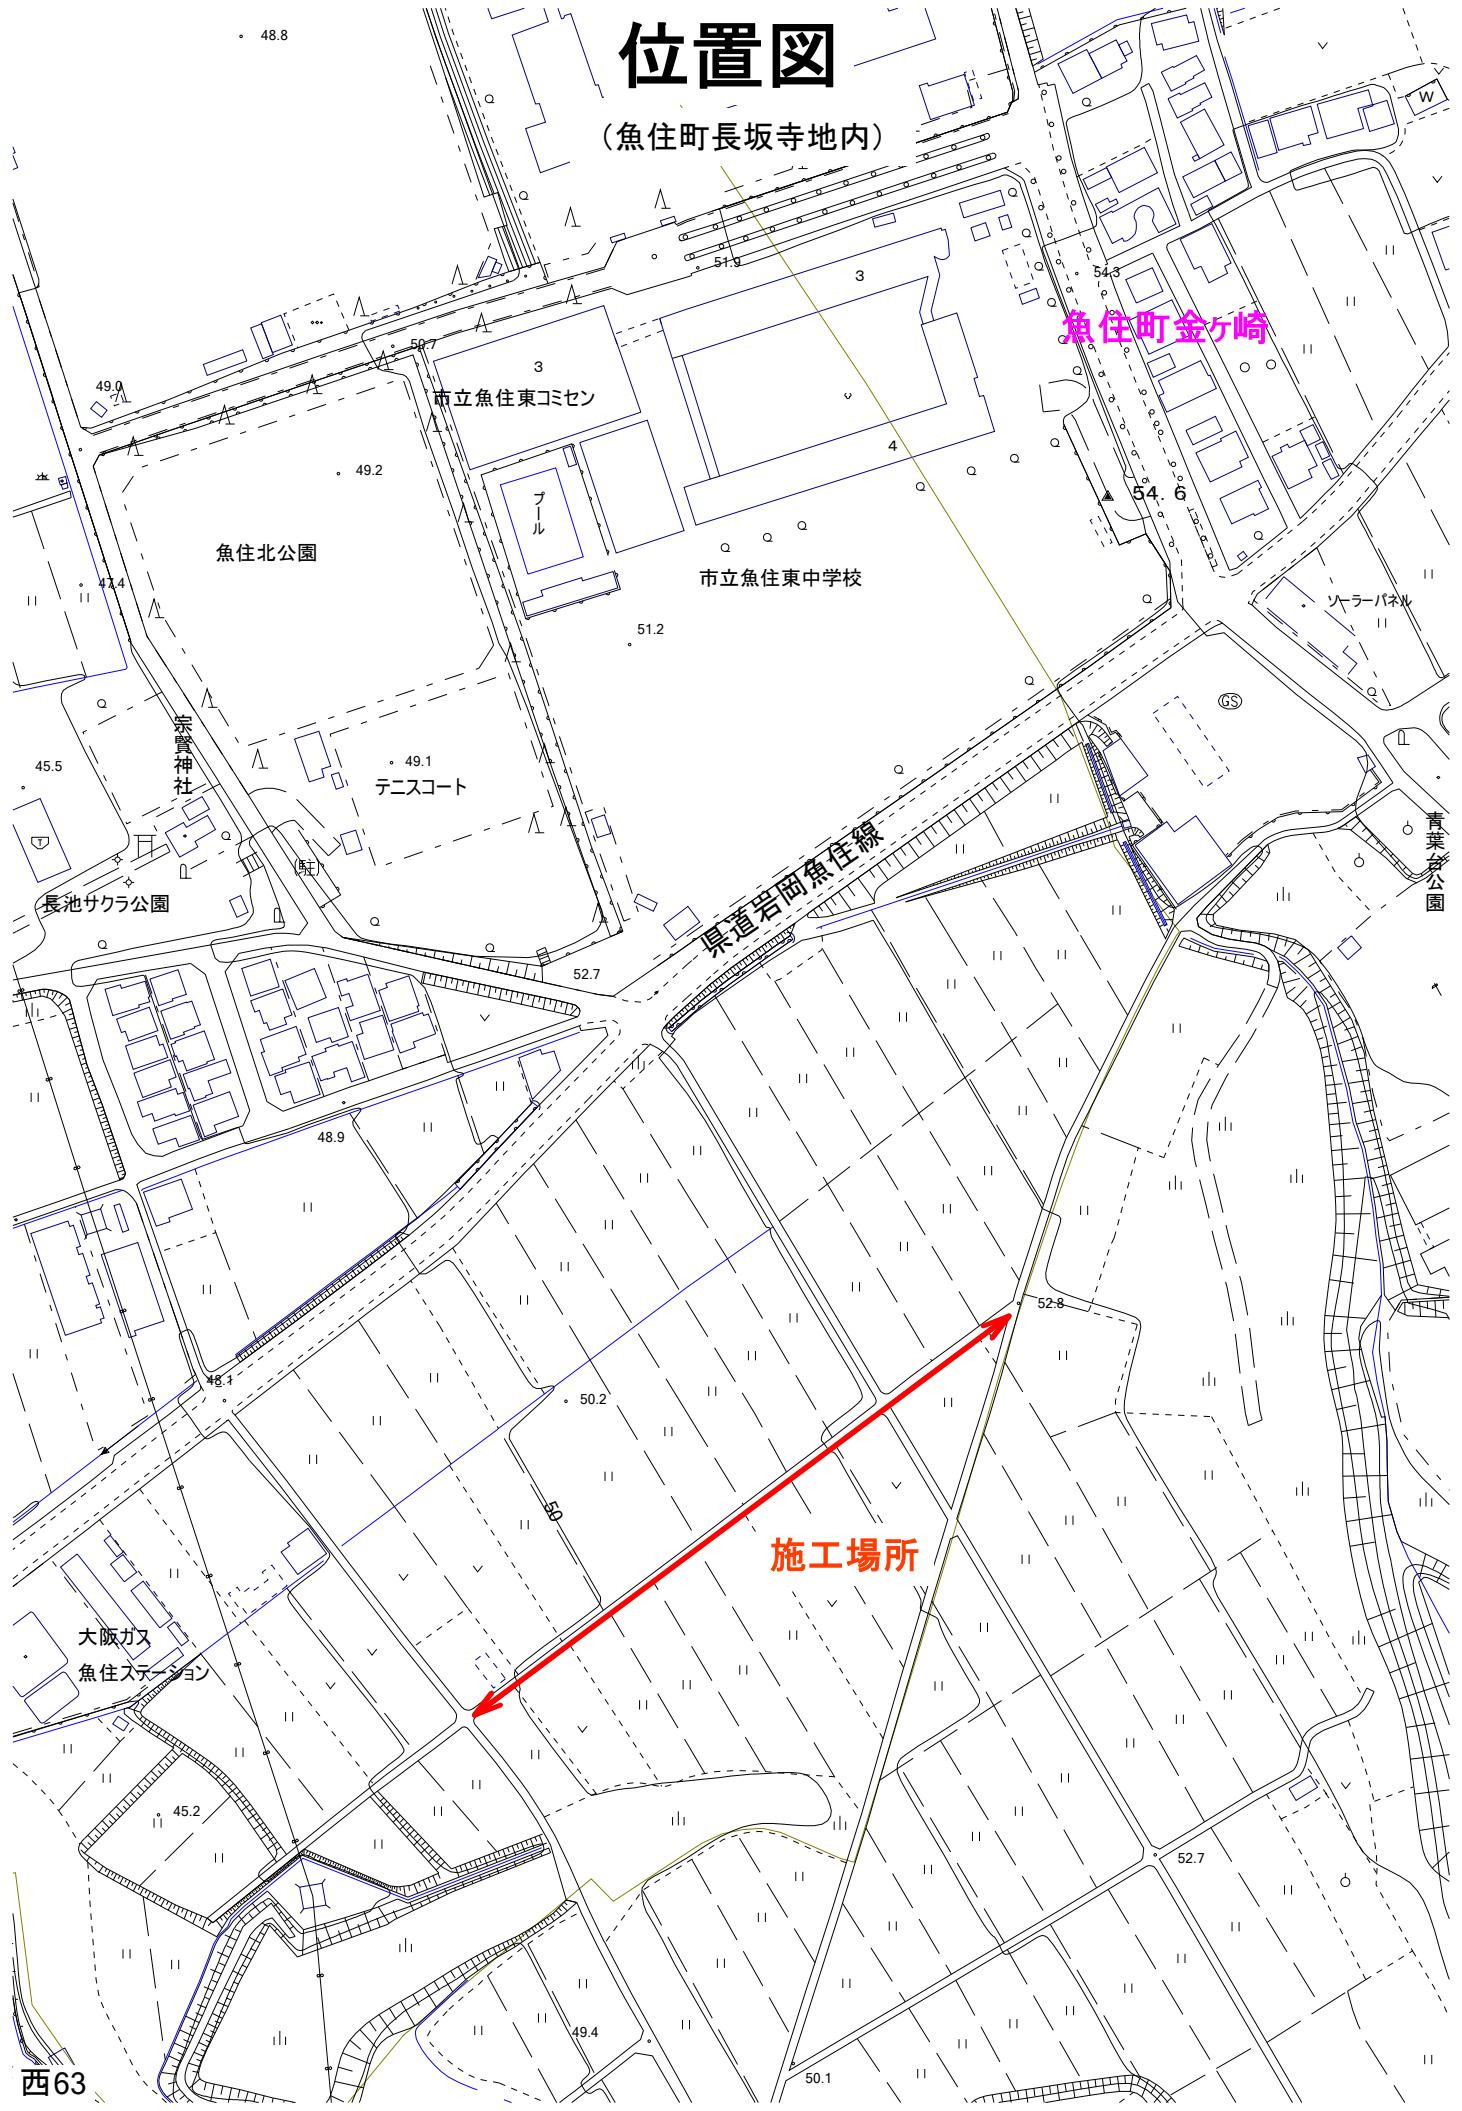 位置図
(魚住町長坂寺地内)
48.8
W
51.9
3
54.3
魚住町金ヶ崎
50.7
3
49.0
市立魚住東コミセン
4
49.2
54.6
プール
魚住北公園
市立魚住東中学校
47.4
ソーラーパネル
51.2
GS
宗賢神社
45.5
49.1
テニスコート
青葉台公園
T
県道岩岡魚住線
(駐)
長池サクラ公園
52.7
48.9
52.8
48.1
50.2
50
施工場所
大阪ガス
魚住ステーション
45.2
52.7
49.4
50.1
西63